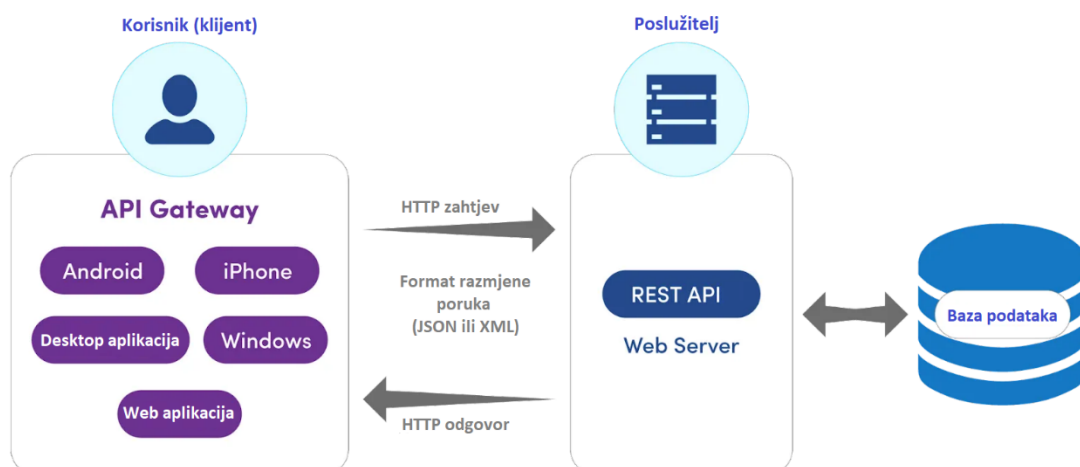 Korisnik (klijent)
Poslužitelj
API Gateway
Android
iPhone
Desktop aplikacija
Windows
Web aplikacija
HTTP zahtjev
Format razmjene
poruka
(JSON ili XML)
HTTP odgovor
REST API
Web Server
Baza podataka